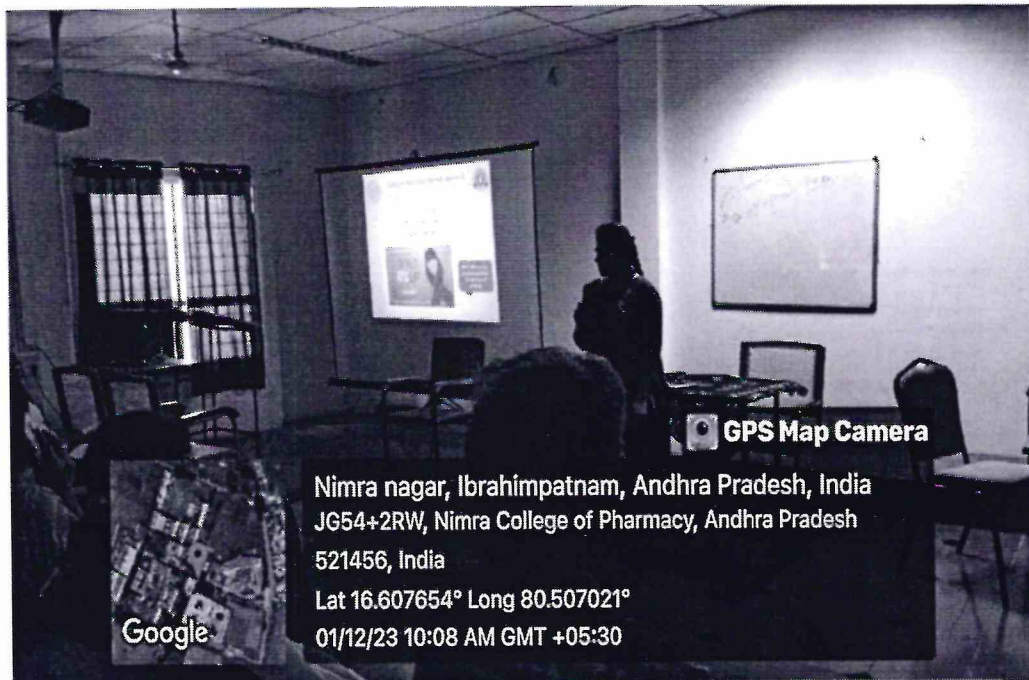 GPS Map Camera
Nimra nagar, Ibrahimpatnam, Andhra Pradesh, India
JG54+2RW, Nimra College of Pharmacy, Andhra Pradesh
521456, India
Lat 16.607654° Long 80.507021°
01/12/23 10:08 AM GMT +05:30
Google